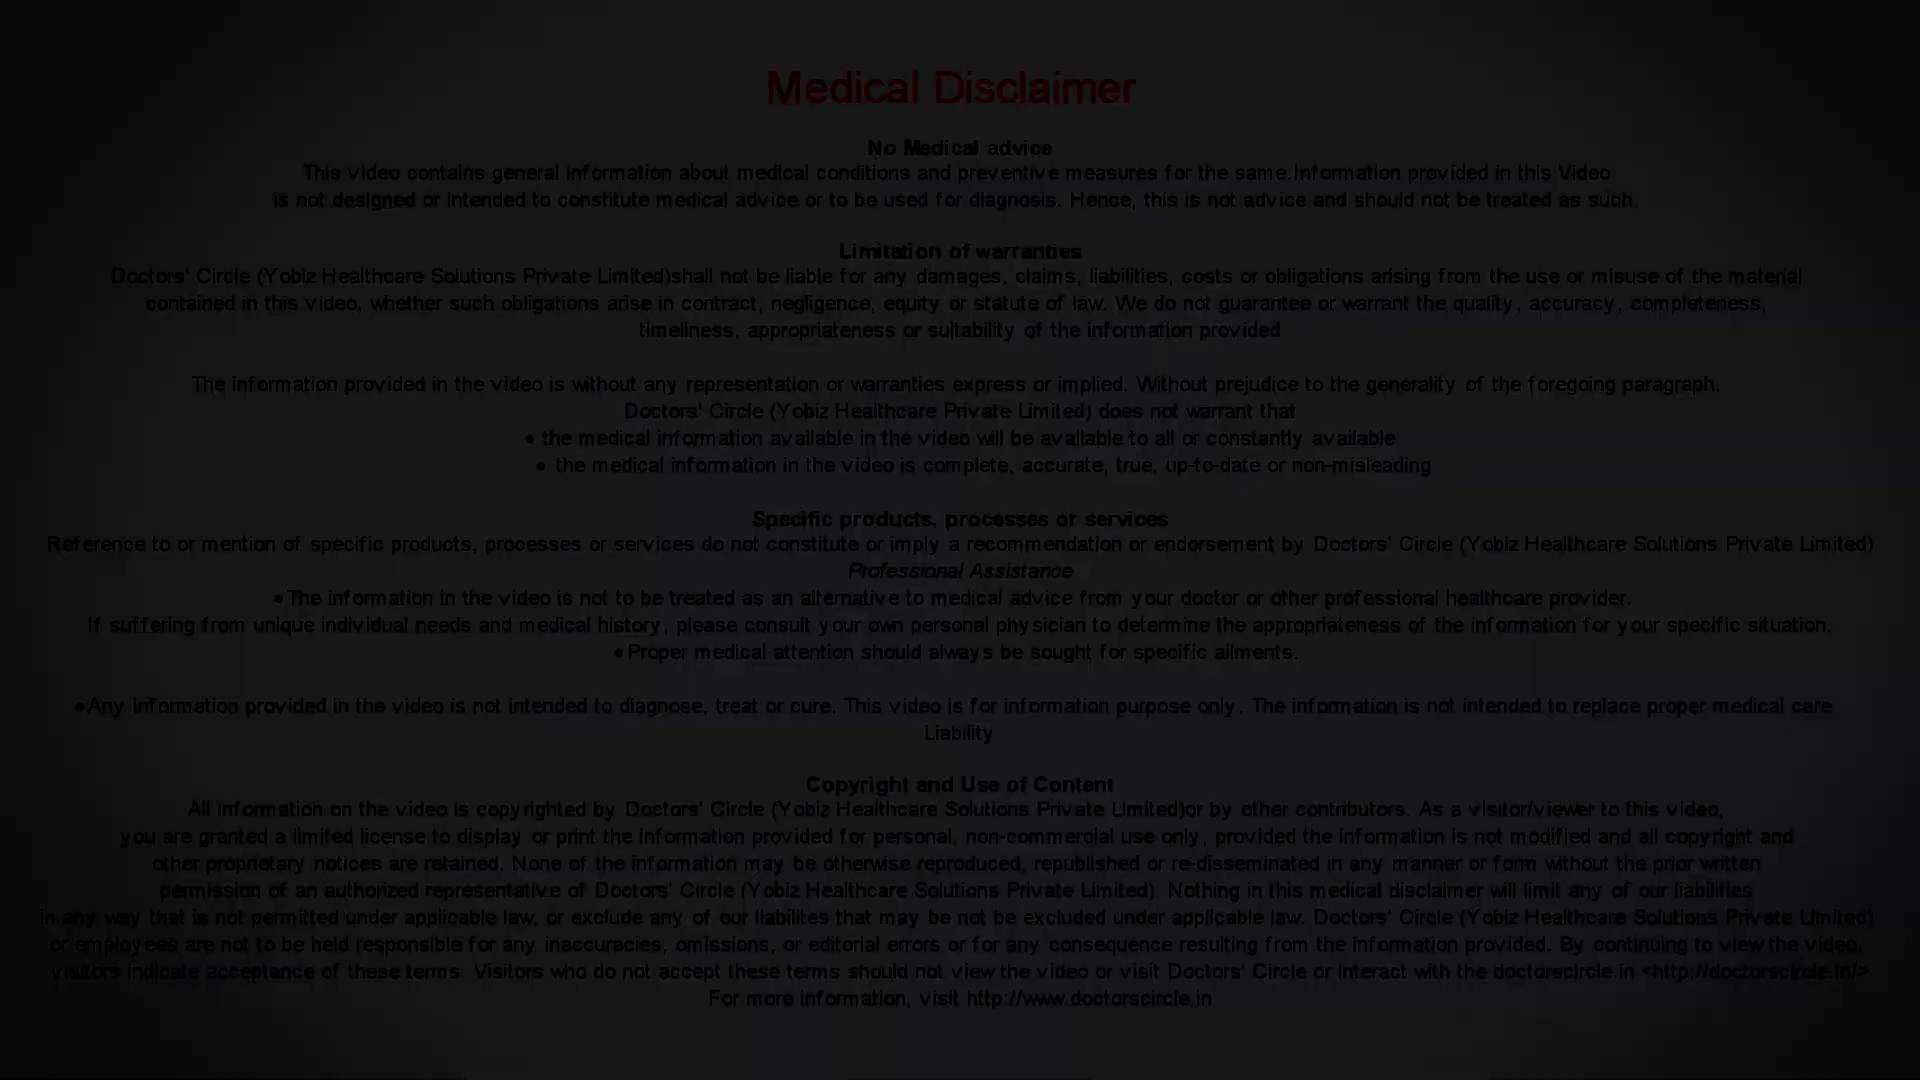 Medical Disclaimer
No Medical advice
This video contains general information about medical conditions and preventive measures for the same.Information provided in this Video
is not designed or intended to constitute medical advice or to be used for diagnosis. Hence, this is not advice and should not be treated as such.
Limitation of warranties
Doctors' Circle (Yobiz Healthcare Solutions Private Limited)shall not be liable for any damages, claims, liabilities, costs or obligations arising from the use or misuse of the material
contained in this video, whether such obligations arise in contract, negligence, equity or statute of law. We do not guarantee or warrant the quality, accuracy, completeness,
timeliness, appropriateness or suitability of the information provided
The information provided in the video is without any representation or warranties express or implied. Without prejudice to the generality of the foregoing paragraph.
Doctors' Circle (Yobiz Healthcare Private Limited) does not warrant that
• the medical information available in the video will be available to all or constantly available
• the medical information in the video is complete, accurate, true, up-to-date or non-misleading
Specific products, processes or services
Reference to or mention of specific products, processes or services do not constitute or imply a recommendation or endorsement by Doctors' Circle (Yobiz Healthcare Solutions Private Limited)
Professional Assistance
•The information in the video is not to be treated as an alternative to medical advice from your doctor or other professional healthcare provider.
If suffering from unique individual needs and medical history, please consult your own personal physician to determine the appropriateness of the information for your specific situation.
•Proper medical attention should always be sought for specific ailments.
•Any information provided in the video is not intended to diagnose, treat or cure. This video is for information purpose only. The information is not intended to replace proper medical care.
Liability
Copyright and Use of Content
All information on the video is copyrighted by Doctors' Circle (Yobiz Healthcare Solutions Private Limited)or by other contributors. As a visitor/viewer to this video,
you are granted a limited license to display or print the information provided for personal, non-commercial use only, provided the information is not modified and all copyright and
other proprietary notices are retained. None of the information may be otherwise reproduced, republished or re-disseminated in any manner or form without the prior written
permission of an authorized representative of Doctors' Circle (Yobiz Healthcare Solutions Private Limited). Nothing in this medical disclaimer will limit any of our liabilities
in any way that is not permitted under applicable law, or exclude any of our liabilites that may be not be excluded under applicable law. Doctors' Circle (Yobiz Healthcare Solutions Private Limited)
or employees are not to be held responsible for any inaccuracies, omissions, or editorial errors or for any consequence resulting from the information provided. By continuing to view the video,
visitors indicate acceptance of these terms. Visitors who do not accept these terms should not view the video or visit Doctors' Circle or interact with the doctorscircle.in <http://doctorscircle.in/>
For more information, visit http://www.doctorscircle.in